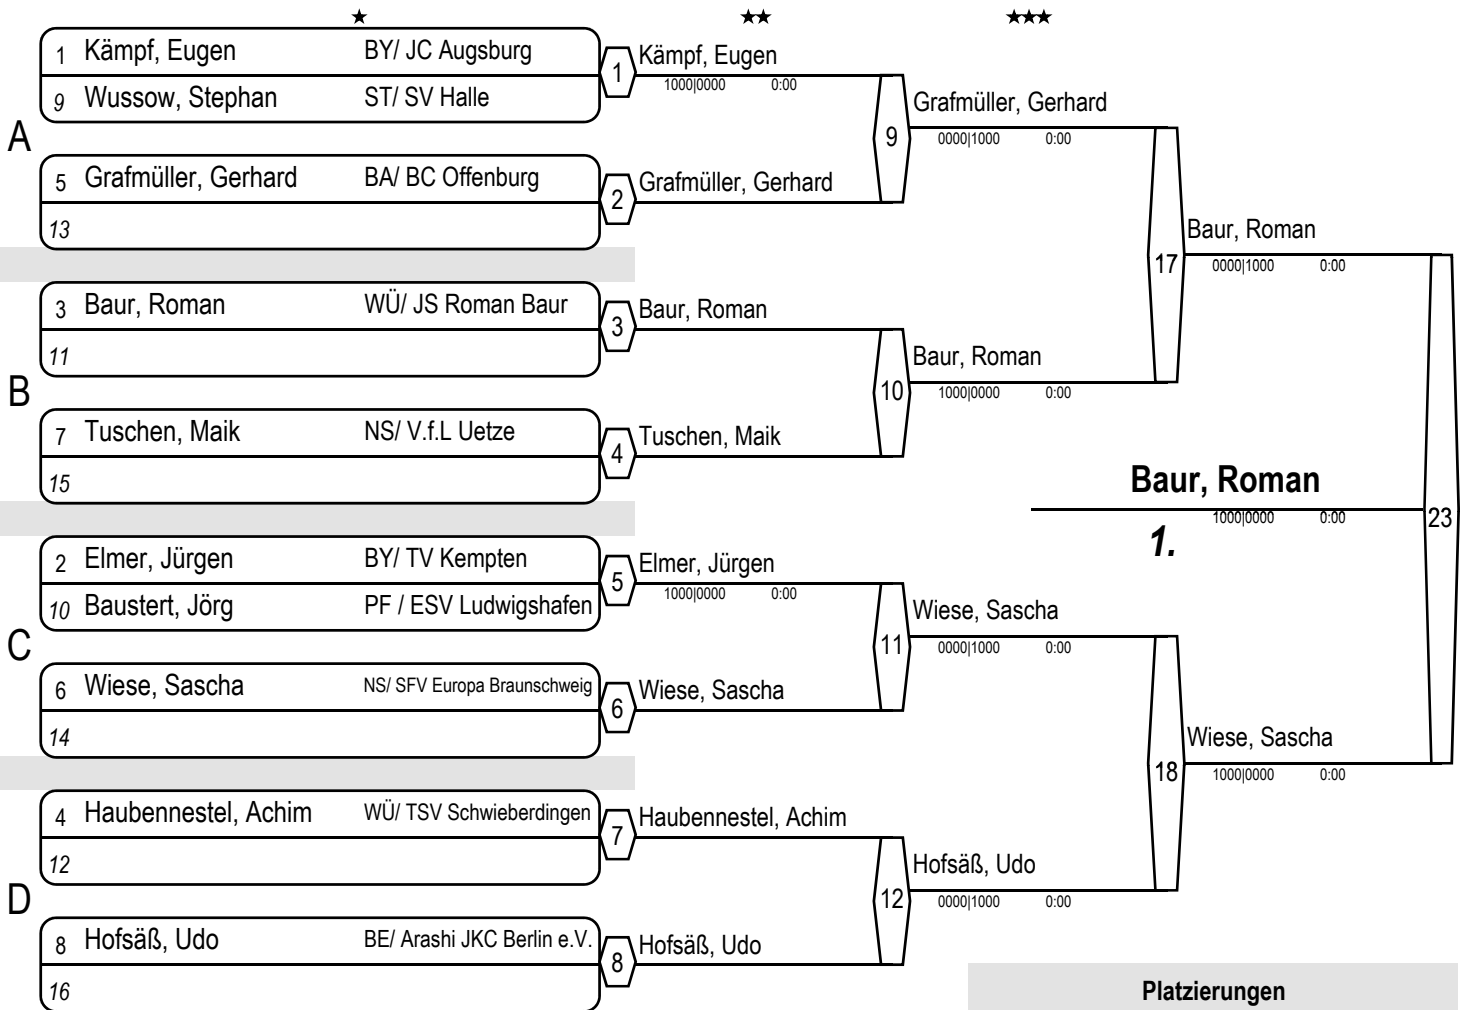 ★ ★★ ★★★
1 Kämpf, Eugen BY/ JC Augsburg
9 Wussow, Stephan ST/ SV Halle
1 Kämpf, Eugen
1000|0000 0:00
A
5 Grafmüller, Gerhard BA/ BC Offenburg
13
2 Grafmüller, Gerhard
9 Grafmüller, Gerhard
0000|1000 0:00
3 Baur, Roman WÜ/ JS Roman Baur
11
3 Baur, Roman
B
7 Tuschen, Maik NS/ V.f.L Uetze
15
4 Tuschen, Maik
10 Baur, Roman
1000|0000 0:00
17 Baur, Roman
0000|1000 0:00
2 Elmer, Jürgen BY/ TV Kempten
10 Baustert, Jörg PF / ESV Ludwigshafen
5 Elmer, Jürgen
1000|0000 0:00
C
6 Wiese, Sascha NS/ SFV Europa Braunschweig
14
6 Wiese, Sascha
11 Wiese, Sascha
0000|1000 0:00
4 Haubennestel, Achim WÜ/ TSV Schwieberdingen
12
7 Haubennestel, Achim
D
8 Hofsäß, Udo BE/ Arashi JKC Berlin e.V.
16
8 Hofsäß, Udo
12 Hofsäß, Udo
0000|1000 0:00
18 Wiese, Sascha
1000|0000 0:00
Baur, Roman
1000|0000 0:00
23
1.
Platzierungen